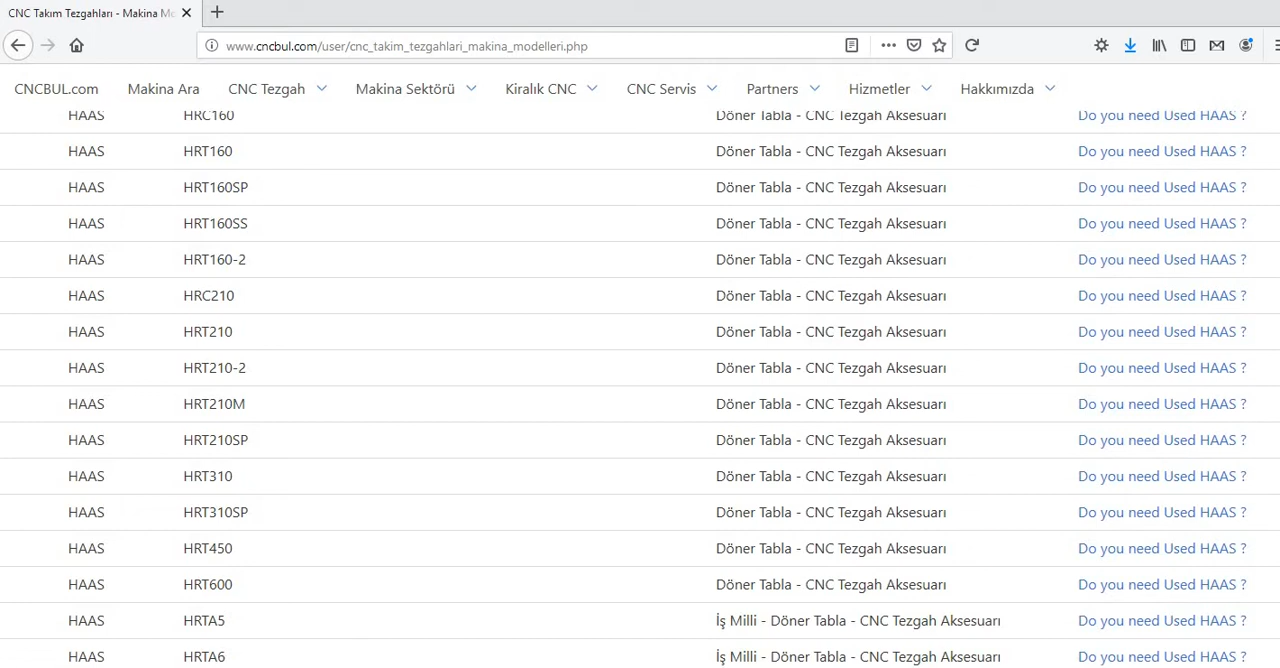 CNC Takım Tezgahları - Makina Mo
www.cncbul.com/user/cnc_takim_tezgahlari_makina_modelleri.php
CNCBUL.com Makina Ara CNC Tezgah Makina Sektörü Kiralık CNC CNC Servis Partners Hizmetler Hakkımızda
HAAS HRC160 Döner Tabla - CNC Tezgah Aksesuarı Do you need Used HAAS ?
HAAS HRT160 Döner Tabla - CNC Tezgah Aksesuarı Do you need Used HAAS ?
HAAS HRT160SP Döner Tabla - CNC Tezgah Aksesuarı Do you need Used HAAS ?
HAAS HRT160SS Döner Tabla - CNC Tezgah Aksesuarı Do you need Used HAAS ?
HAAS HRT160-2 Döner Tabla - CNC Tezgah Aksesuarı Do you need Used HAAS ?
HAAS HRC210 Döner Tabla - CNC Tezgah Aksesuarı Do you need Used HAAS ?
HAAS HRT210 Döner Tabla - CNC Tezgah Aksesuarı Do you need Used HAAS ?
HAAS HRT210-2 Döner Tabla - CNC Tezgah Aksesuarı Do you need Used HAAS ?
HAAS HRT210M Döner Tabla - CNC Tezgah Aksesuarı Do you need Used HAAS ?
HAAS HRT210SP Döner Tabla - CNC Tezgah Aksesuarı Do you need Used HAAS ?
HAAS HRT310 Döner Tabla - CNC Tezgah Aksesuarı Do you need Used HAAS ?
HAAS HRT310SP Döner Tabla - CNC Tezgah Aksesuarı Do you need Used HAAS ?
HAAS HRT450 Döner Tabla - CNC Tezgah Aksesuarı Do you need Used HAAS ?
HAAS HRT600 Döner Tabla - CNC Tezgah Aksesuarı Do you need Used HAAS ?
HAAS HRTA5 İş Milli - Döner Tabla - CNC Tezgah Aksesuarı Do you need Used HAAS ?
HAAS HRTA6 İş Milli - Döner Tabla - CNC Tezgah Aksesuarı Do you need Used HAAS ?